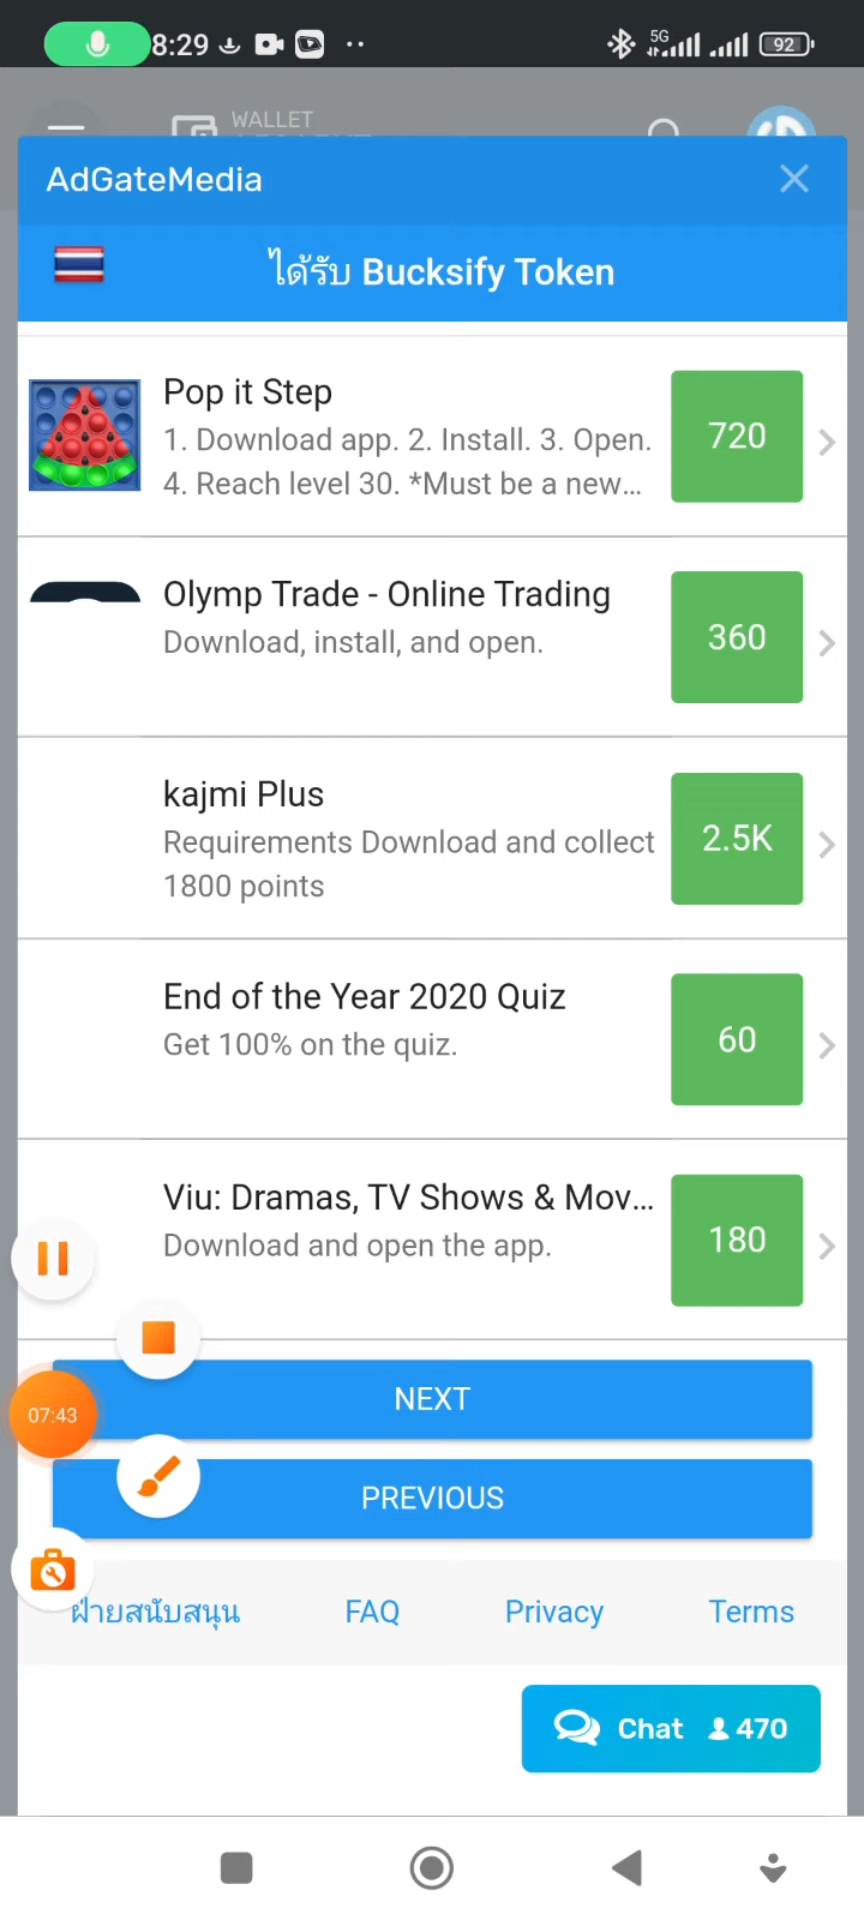 8:29
5G
92
WALLET
AdGateMedia
ได้รับ Bucksify Token
Pop it Step
1. Download app. 2. Install. 3. Open.
4. Reach level 30. *Must be a new...
720
Olymp Trade - Online Trading
Download, install, and open.
360
kajmi Plus
Requirements Download and collect
1800 points
2.5K
End of the Year 2020 Quiz
Get 100% on the quiz.
60
Viu: Dramas, TV Shows & Mov...
Download and open the app.
180
NEXT
07:43
PREVIOUS
ฝ่ายสนับสนุน FAQ Privacy Terms
Chat 470